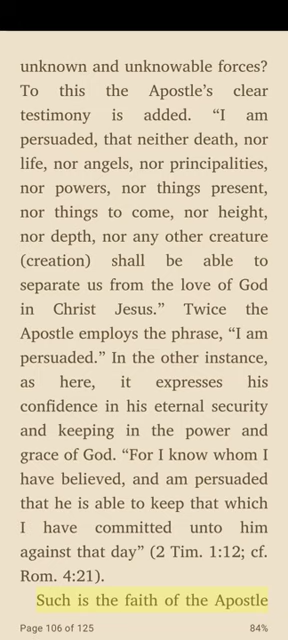 unknown and unknowable forces?
To this the Apostle’s clear
testimony is added. “I am
persuaded, that neither death, nor
life, nor angels, nor principalities,
nor powers, nor things present,
nor things to come, nor height,
nor depth, nor any other creature
(creation) shall be able to
separate us from the love of God
in Christ Jesus.” Twice the
Apostle employs the phrase, “I am
persuaded.” In the other instance,
as here, it expresses his
confidence in his eternal security
and keeping in the power and
grace of God. “For I know whom I
have believed, and am persuaded
that he is able to keep that which
I have committed unto him
against that day” (2 Tim. 1:12; cf.
Rom. 4:21).
Such is the faith of the Apostle
Page 106 of 125 84%